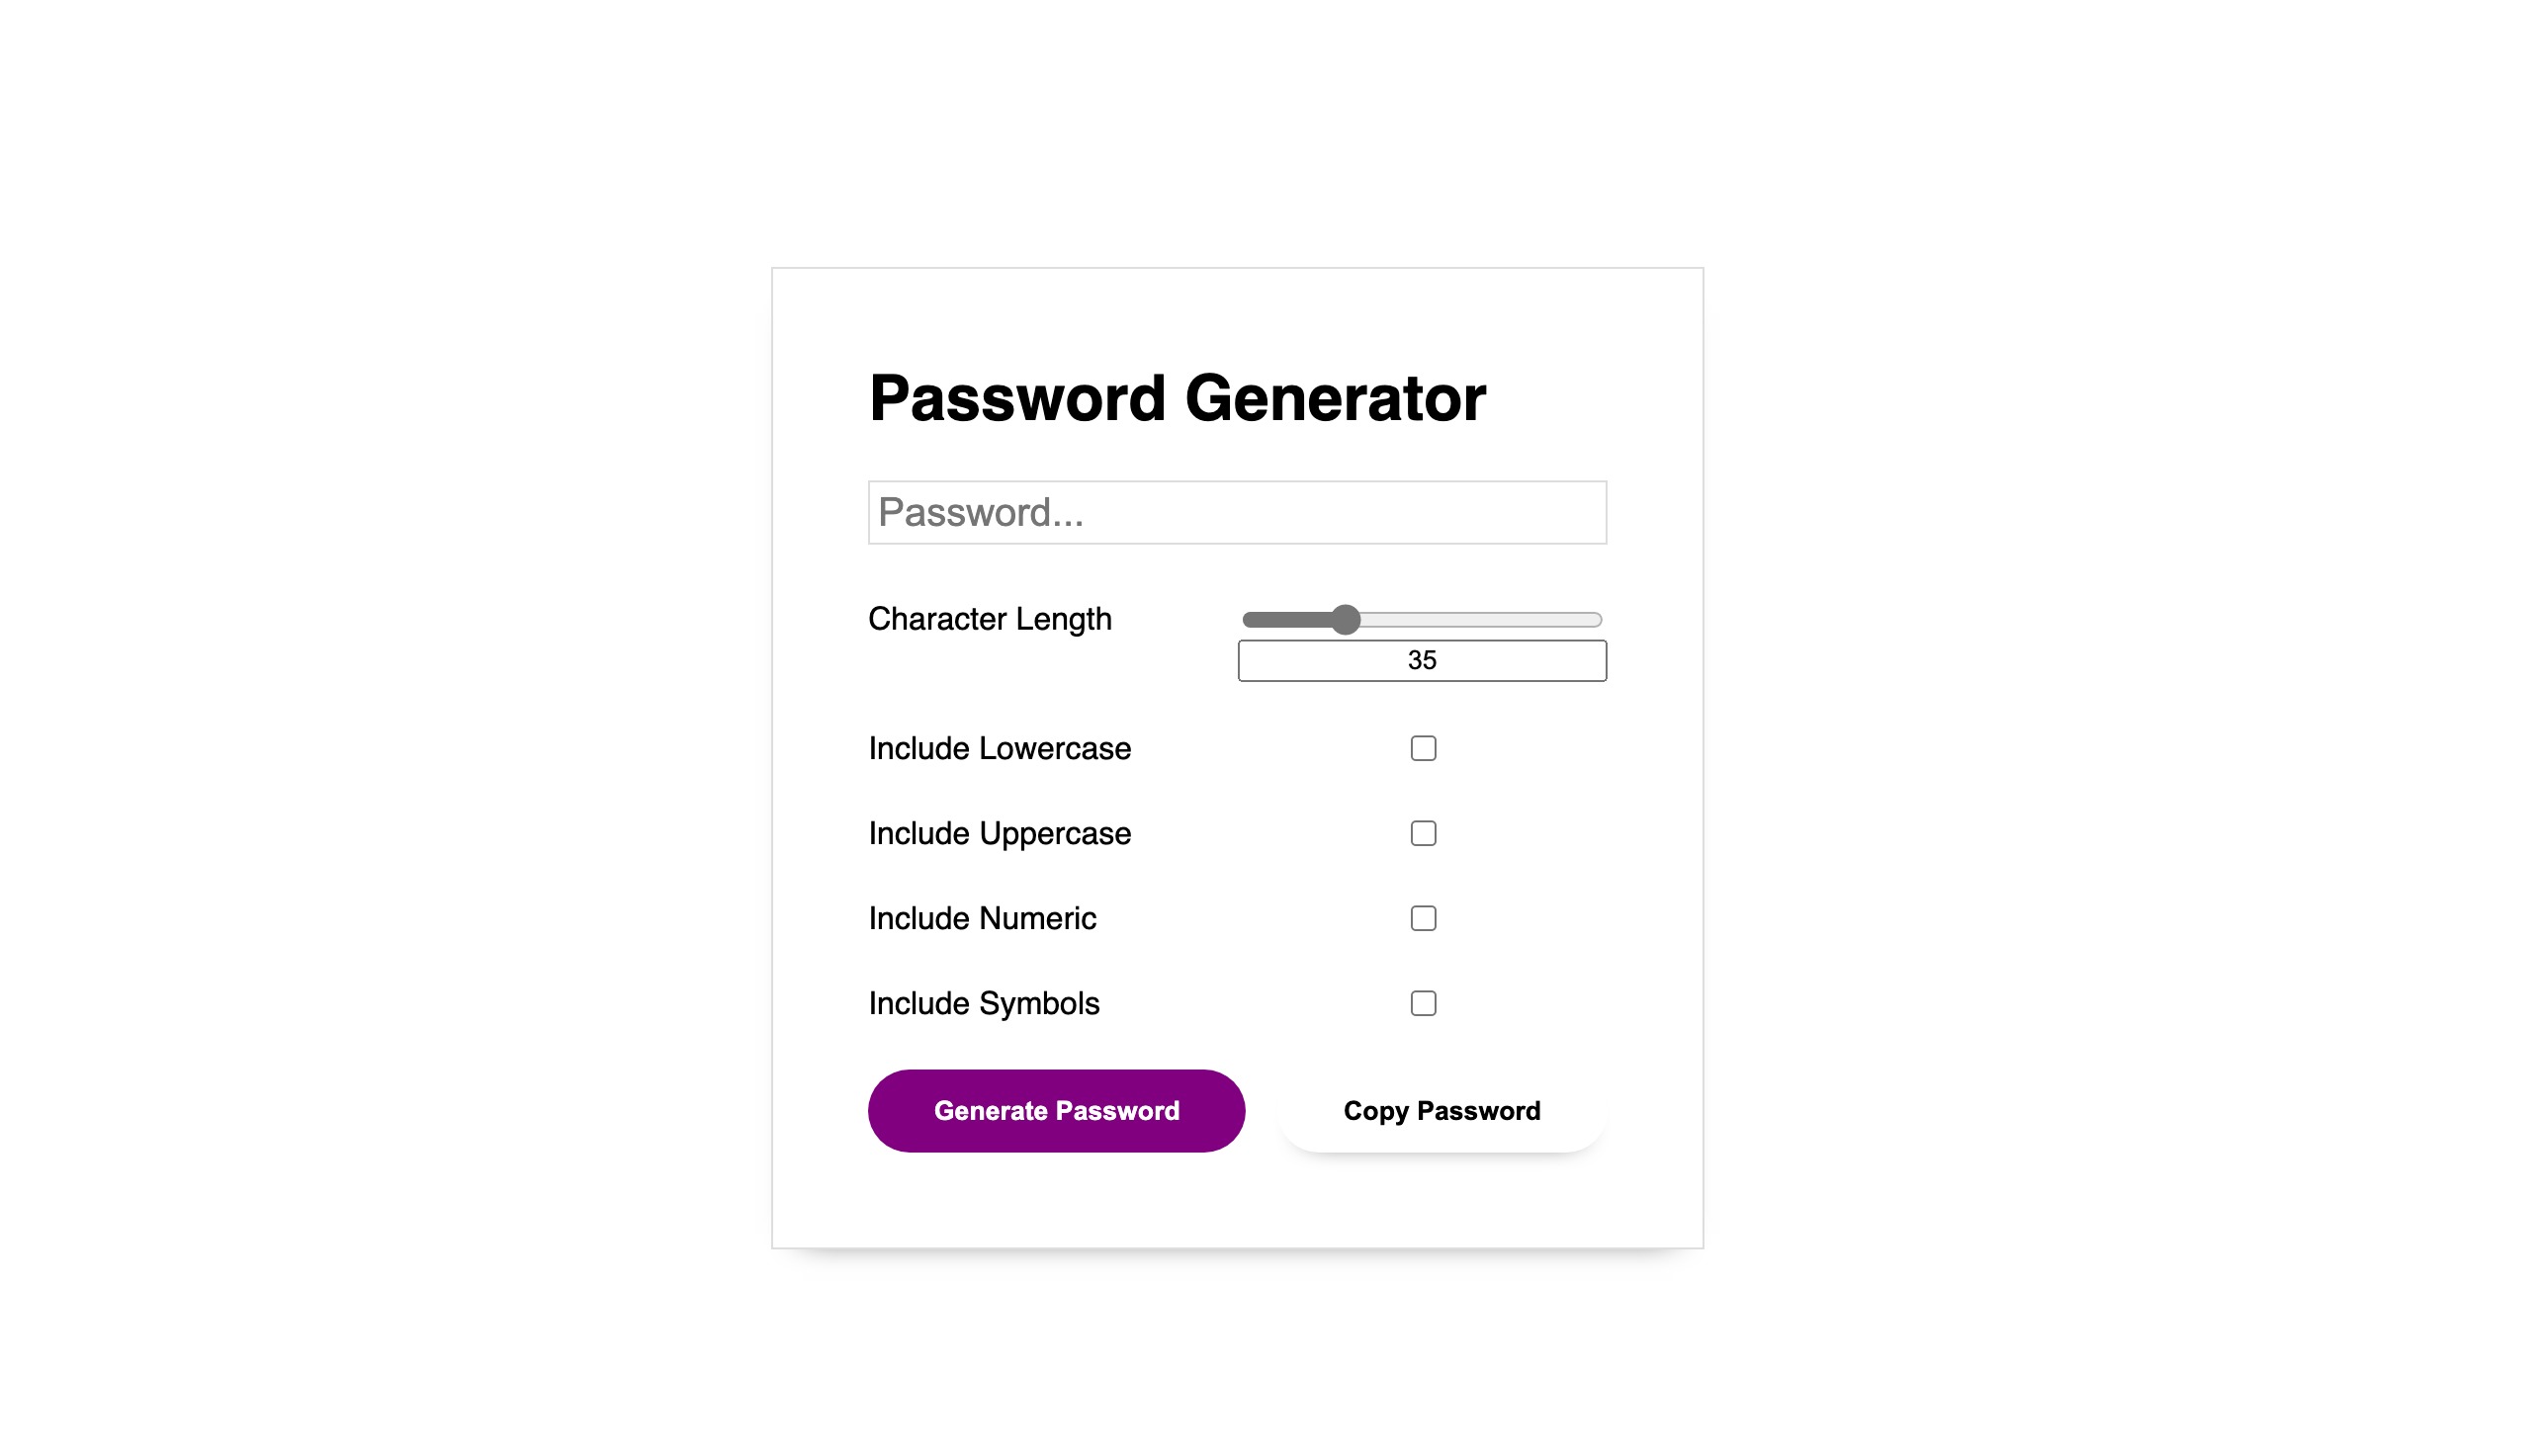 Password Generator
Password...
Character Length
35
Include Lowercase
Include Uppercase
Include Numeric
Include Symbols
Generate Password
Copy Password